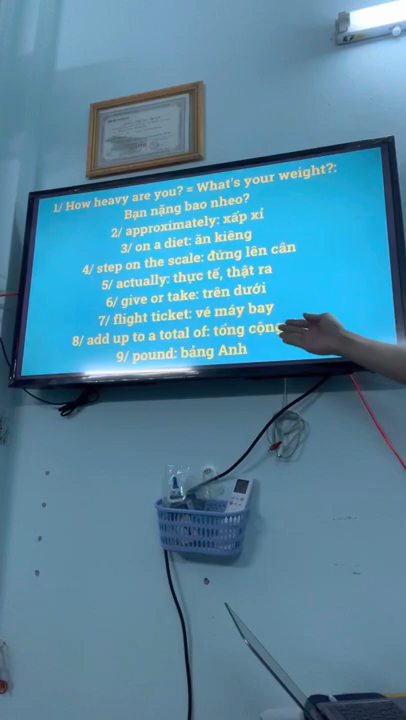 1/ How heavy are you? = What's your weight?:
Bạn nặng bao nheo?
2/ approximately: xấp xỉ
3/ on a diet: ăn kiêng
4/ step on the scale: đứng lên cân
5/ actually: thực tế, thật ra
6/ give or take: trên dưới
7/ flight ticket: vé máy bay
8/ add up to a total of: tổng cộng
9/ pound: bảng Anh